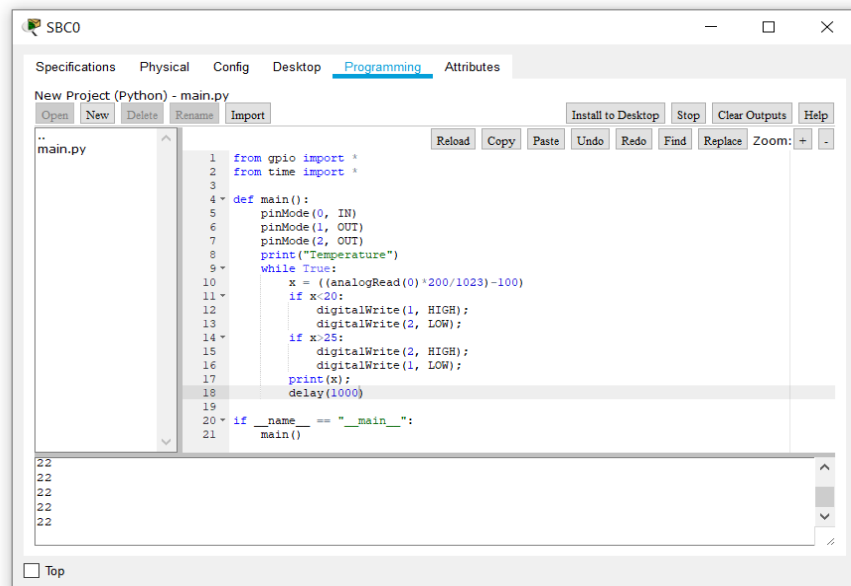 SBC0
Specifications Physical Config Desktop Programming Attributes
New Project (Python) - main.py
Open New Delete Rename Import Install to Desktop Stop Clear Outputs Help
Reload Copy Paste Undo Redo Find Replace Zoom: + -
..
main.py
1 from gpio import *
2 from time import *
3
4 def main():
5     pinMode(0, IN)
6     pinMode(1, OUT)
7     pinMode(2, OUT)
8     print("Temperature")
9     while True:
10         x = ((analogRead(0)*200/1023)-100)
11         if x<20:
12             digitalWrite(1, HIGH);
13             digitalWrite(2, LOW);
14         if x>25:
15             digitalWrite(2, HIGH);
16             digitalWrite(1, LOW);
17         print(x);
18         delay(1000)
19
20 if __name__ == "__main__":
21     main()
22
22
22
22
22
Top